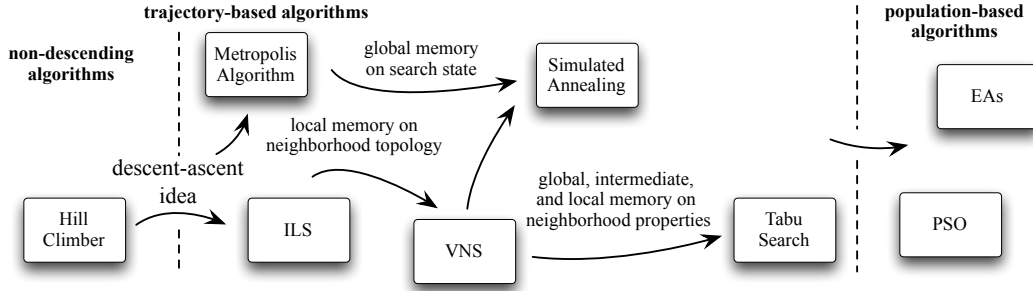 trajectory-based algorithms
population-based
algorithms
non-descending
algorithms
Metropolis
Algorithm
global memory
on search state
Simulated
Annealing
EAs
local memory on
neighborhood topology
descent-ascent
idea
Hill
Climber
ILS
VNS
global, intermediate,
and local memory on
neighborhood properties
Tabu
Search
PSO